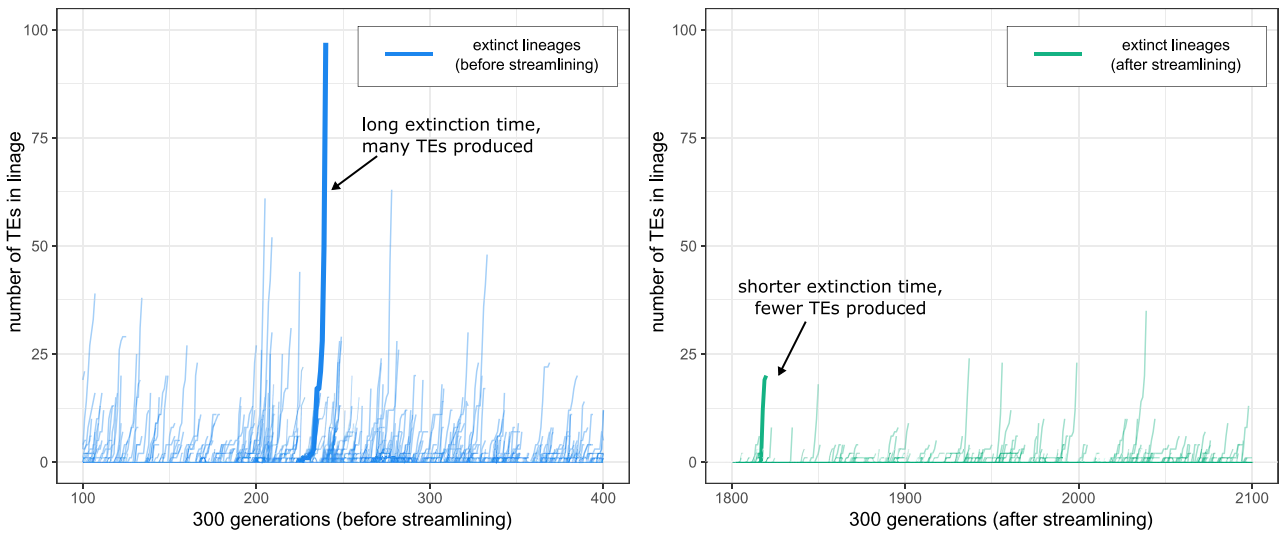 100
75
50
25
0
number of TEs in linage
extinct lineages
(before streamlining)
long extinction time,
many TEs produced
100
200
300
400
300 generations (before streamlining)
100
75
50
25
0
number of TEs in linage
extinct lineages
(after streamlining)
shorter extinction time,
fewer TEs produced
1800
1900
2000
2100
300 generations (after streamlining)